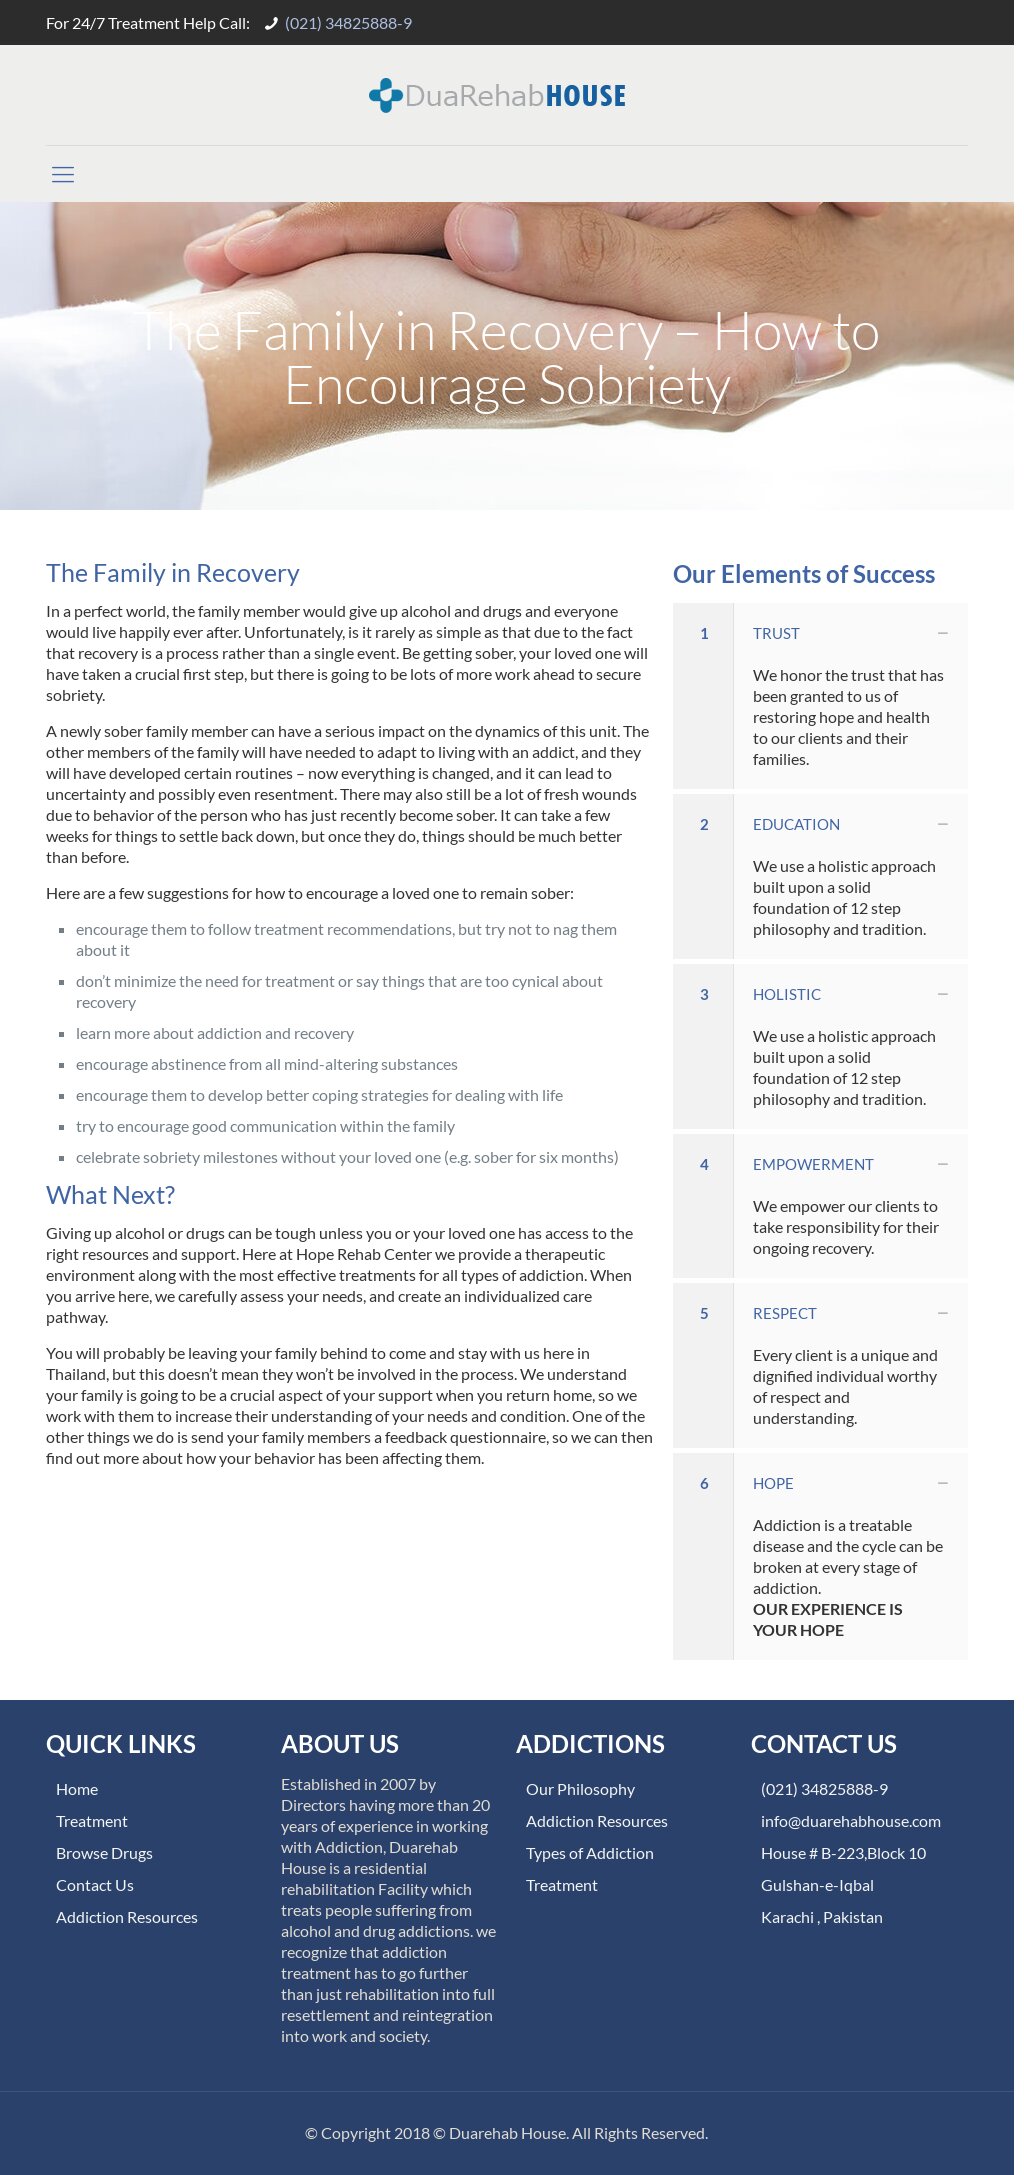 For 24/7 Treatment Help Call: (021) 34825888-9
DuaRehabHOUSE
The Family in Recovery – How to
Encourage Sobriety
The Family in Recovery
In a perfect world, the family member would give up alcohol and drugs and everyone
would live happily ever after. Unfortunately, is it rarely as simple as that due to the fact
that recovery is a process rather than a single event. Be getting sober, your loved one will
have taken a crucial first step, but there is going to be lots of more work ahead to secure
sobriety.
A newly sober family member can have a serious impact on the dynamics of this unit. The
other members of the family will have needed to adapt to living with an addict, and they
will have developed certain routines – now everything is changed, and it can lead to
uncertainty and possibly even resentment. There may also still be a lot of fresh wounds
due to behavior of the person who has just recently become sober. It can take a few
weeks for things to settle back down, but once they do, things should be much better
than before.
Here are a few suggestions for how to encourage a loved one to remain sober:
encourage them to follow treatment recommendations, but try not to nag them
about it
don’t minimize the need for treatment or say things that are too cynical about
recovery
learn more about addiction and recovery
encourage abstinence from all mind-altering substances
encourage them to develop better coping strategies for dealing with life
try to encourage good communication within the family
celebrate sobriety milestones without your loved one (e.g. sober for six months)
What Next?
Giving up alcohol or drugs can be tough unless you or your loved one has access to the
right resources and support. Here at Hope Rehab Center we provide a therapeutic
environment along with the most effective treatments for all types of addiction. When
you arrive here, we carefully assess your needs, and create an individualized care
pathway.
You will probably be leaving your family behind to come and stay with us here in
Thailand, but this doesn’t mean they won’t be involved in the process. We understand
your family is going to be a crucial aspect of your support when you return home, so we
work with them to increase their understanding of your needs and condition. One of the
other things we do is send your family members a feedback questionnaire, so we can then
find out more about how your behavior has been affecting them.
Our Elements of Success
1 TRUST
We honor the trust that has
been granted to us of
restoring hope and health
to our clients and their
families.
2 EDUCATION
We use a holistic approach
built upon a solid
foundation of 12 step
philosophy and tradition.
3 HOLISTIC
We use a holistic approach
built upon a solid
foundation of 12 step
philosophy and tradition.
4 EMPOWERMENT
We empower our clients to
take responsibility for their
ongoing recovery.
5 RESPECT
Every client is a unique and
dignified individual worthy
of respect and
understanding.
6 HOPE
Addiction is a treatable
disease and the cycle can be
broken at every stage of
addiction.
OUR EXPERIENCE IS
YOUR HOPE
QUICK LINKS
Home
Treatment
Browse Drugs
Contact Us
Addiction Resources
ABOUT US
Established in 2007 by
Directors having more than 20
years of experience in working
with Addiction, Duarehab
House is a residential
rehabilitation Facility which
treats people suffering from
alcohol and drug addictions. we
recognize that addiction
treatment has to go further
than just rehabilitation into full
resettlement and reintegration
into work and society.
ADDICTIONS
Our Philosophy
Addiction Resources
Types of Addiction
Treatment
CONTACT US
(021) 34825888-9
info@duarehabhouse.com
House # B-223,Block 10
Gulshan-e-Iqbal
Karachi , Pakistan
© Copyright 2018 © Duarehab House. All Rights Reserved.